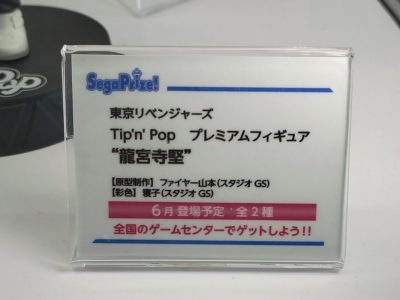 SegaPrize!
東京リベンジャーズ
Tip'n' Pop プレミアムフィギュア
“龍宮寺堅”
【原型制作】ファイヤー山本(スタジオGS)
【彩色】寝子(スタジオGS)
6月登場予定 全2種
全国のゲームセンターでゲットしよう!!
Pop